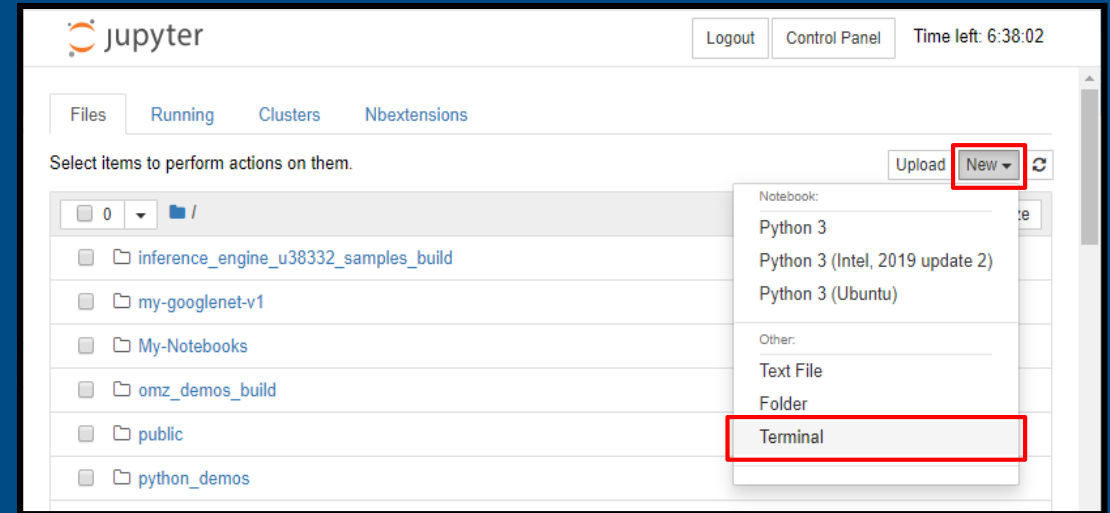 jupyter
Logout Control Panel Time left: 6:38:02
Files Running Clusters Nbextensions
Select items to perform actions on them.
Upload New
0 /
Notebook:
Python 3
Python 3 (Intel, 2019 update 2)
Python 3 (Ubuntu)
Other:
Text File
Folder
Terminal
inference_engine_u38332_samples_build
my-googlenet-v1
My-Notebooks
omz_demos_build
public
python_demos